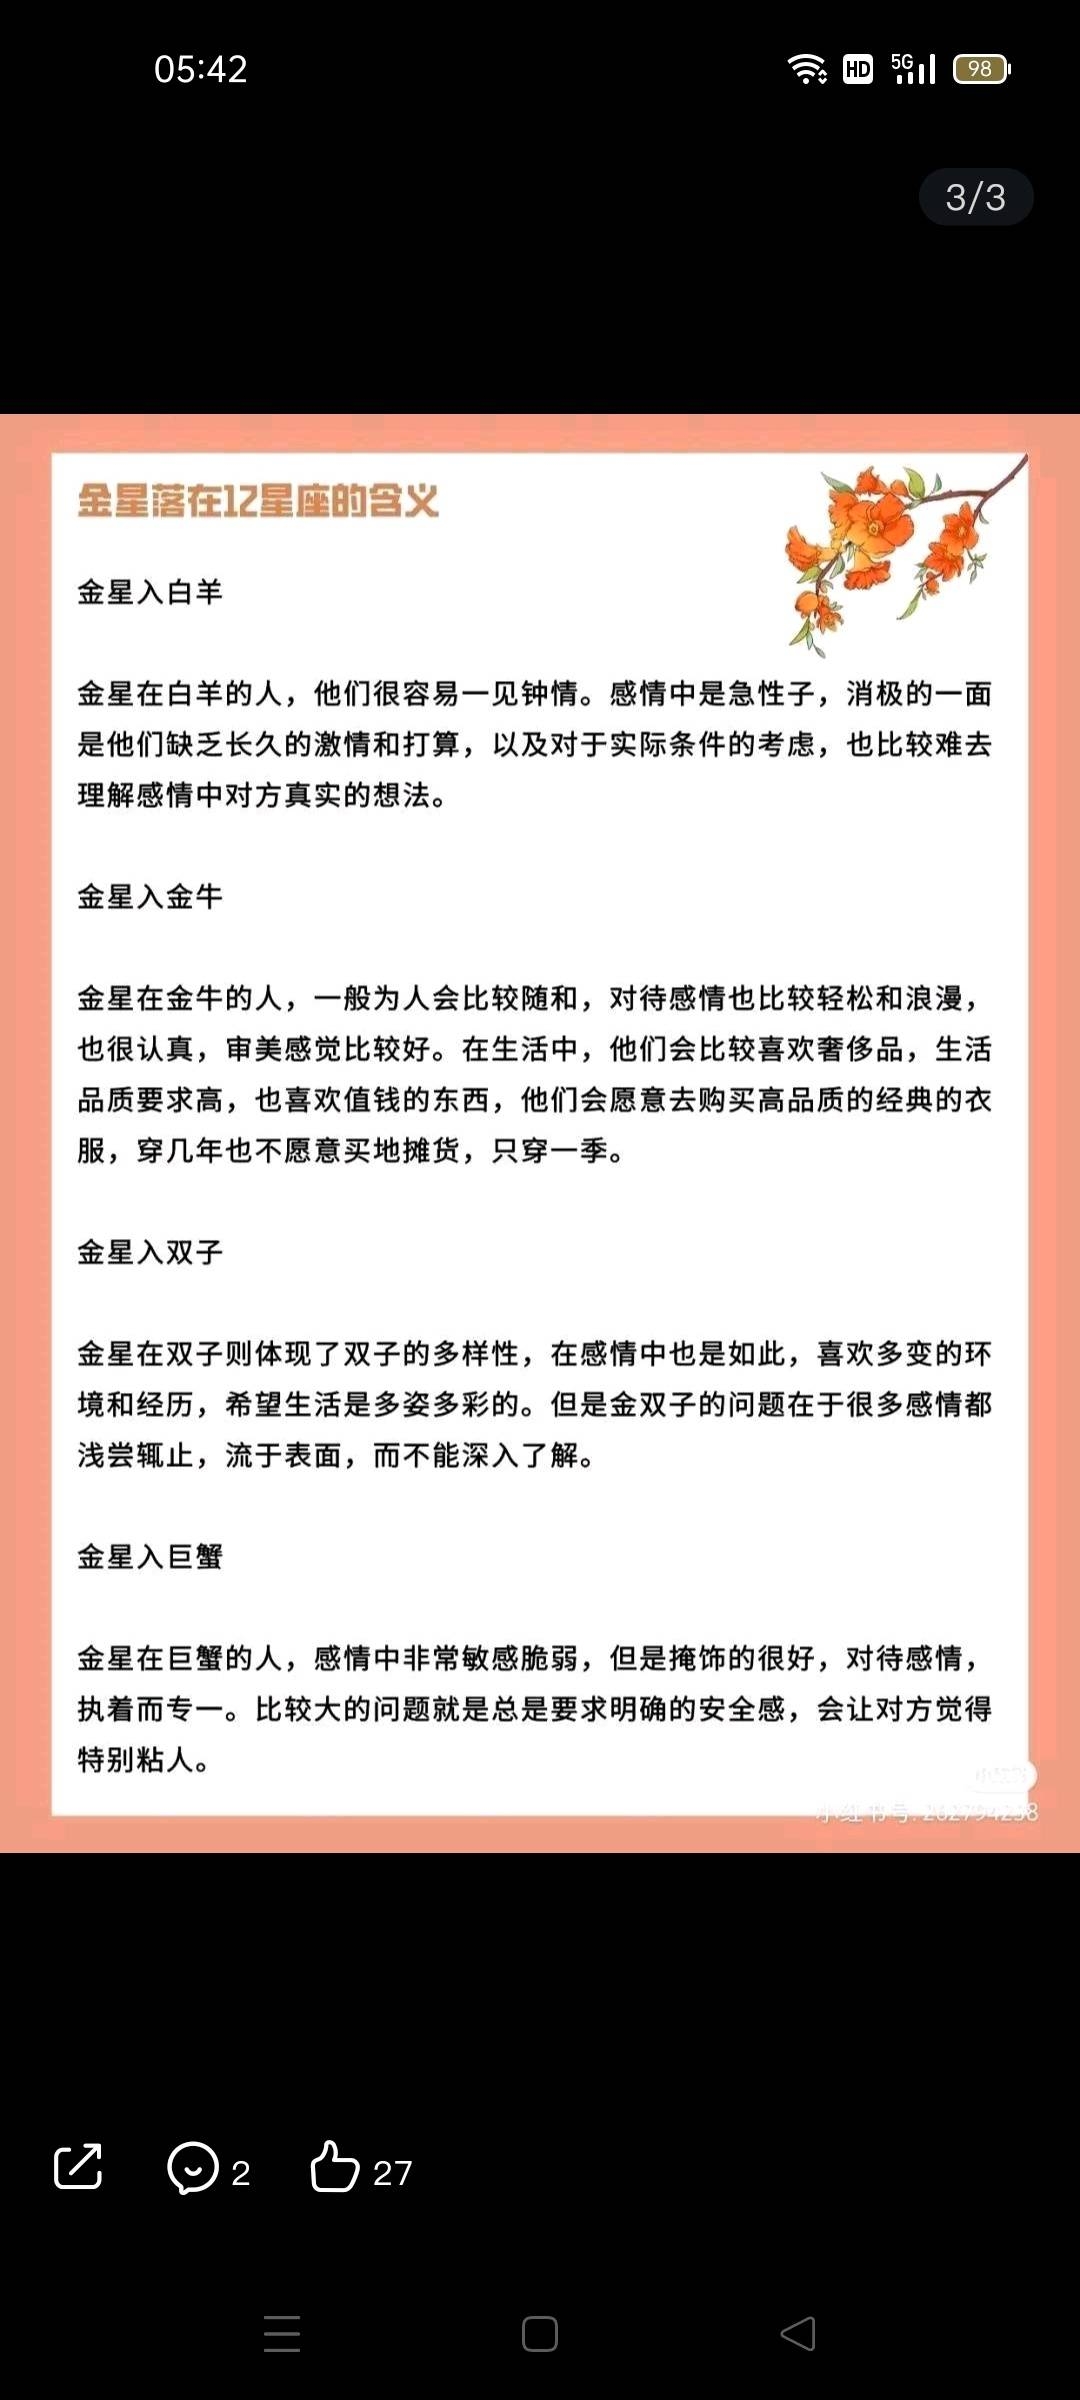 05:42
HD
5G
98
3/3
金星落在12星座的含义
金星入白羊
金星在白羊的人，他们很容易一见钟情。感情中是急性子，消极的一面
是他们缺乏长久的激情和打算，以及对于实际条件的考虑，也比较难去
理解感情中对方真实的想法。
金星入金牛
金星在金牛的人，一般为人会比较随和，对待感情也比较轻松和浪漫，
也很认真，审美感觉比较好。在生活中，他们会比较喜欢奢侈品，生活
品质要求高，也喜欢值钱的东西，他们会愿意去购买高品质的经典的衣
服，穿几年也不愿意买地摊货，只穿一季。
金星入双子
金星在双子则体现了双子的多样性，在感情中也是如此，喜欢多变的环
境和经历，希望生活是多姿多彩的。但是金双子的问题在于很多感情都
浅尝辄止，流于表面，而不能深入了解。
金星入巨蟹
金星在巨蟹的人，感情中非常敏感脆弱，但是掩饰的很好，对待感情，
执着而专一。比较大的问题就是总是要求明确的安全感，会让对方觉得
特别粘人。
小红书
小红书号:
2
27